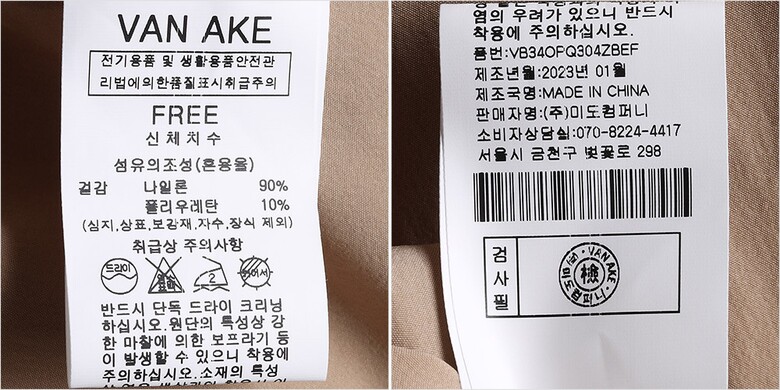 VAN AKE
전기용품 및 생활용품안전관
리법에의한품질표시취급주의
FREE
신체치수
섬유의조성(혼용율)
겉감 나일론 90%
폴리우레탄 10%
(심지,상표,보강재,자수,장식 제외)
취급상 주의사항
드라이
2
반드시 단독 드라이 크리닝
하십시오.원단의 특성상 강
한 마찰에 의한 보프라기 등
이 발생할 수 있으니 착용에
주의하십시오.소재의 특성
염의 우려가 있으니 반드시
착용에 주의하십시오.
품번:VB34OPQ304ZBEF
제조년월:2023년 01월
제조국명:MADE IN CHINA
판매자명:(주)미도컴퍼니
소비자상담실:070-8224-4417
서울시 금천구 벚꽃로 298
검사필
VAN AKE
檢
미도컴퍼니